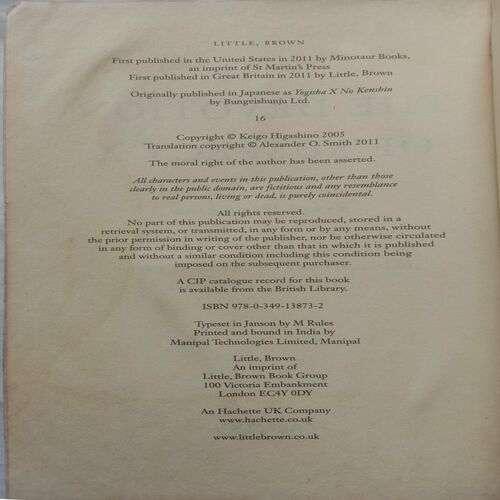 LITTLE, BROWN
First published in the United States in 2011 by Minotaur Books,
an imprint of St Martin's Press
First published in Great Britain in 2011 by Little, Brown
Originally published in Japanese as Yogisha X No Kenshin
by Bungeishunju Ltd.
16
Copyright © Keigo Higashino 2005
Translation copyright © Alexander O. Smith 2011
The moral right of the author has been asserted.
All characters and events in this publication, other than those
clearly in the public domain, are fictitious and any resemblance
to real persons, living or dead, is purely coincidental.
All rights reserved.
No part of this publication may be reproduced, stored in a
retrieval system, or transmitted, in any form or by any means, without
the prior permission in writing of the publisher, nor be otherwise circulated
in any form of binding or cover other than that in which it is published
and without a similar condition including this condition being
imposed on the subsequent purchaser.
A CIP catalogue record for this book
is available from the British Library.
ISBN 978-0-349-13873-2
Typeset in Janson by M Rules
Printed and bound in India by
Manipal Technologies Limited, Manipal
Little, Brown
An imprint of
Little, Brown Book Group
100 Victoria Embankment
London EC4Y 0DY
An Hachette UK Company
www.hachette.co.uk
www.littlebrown.co.uk